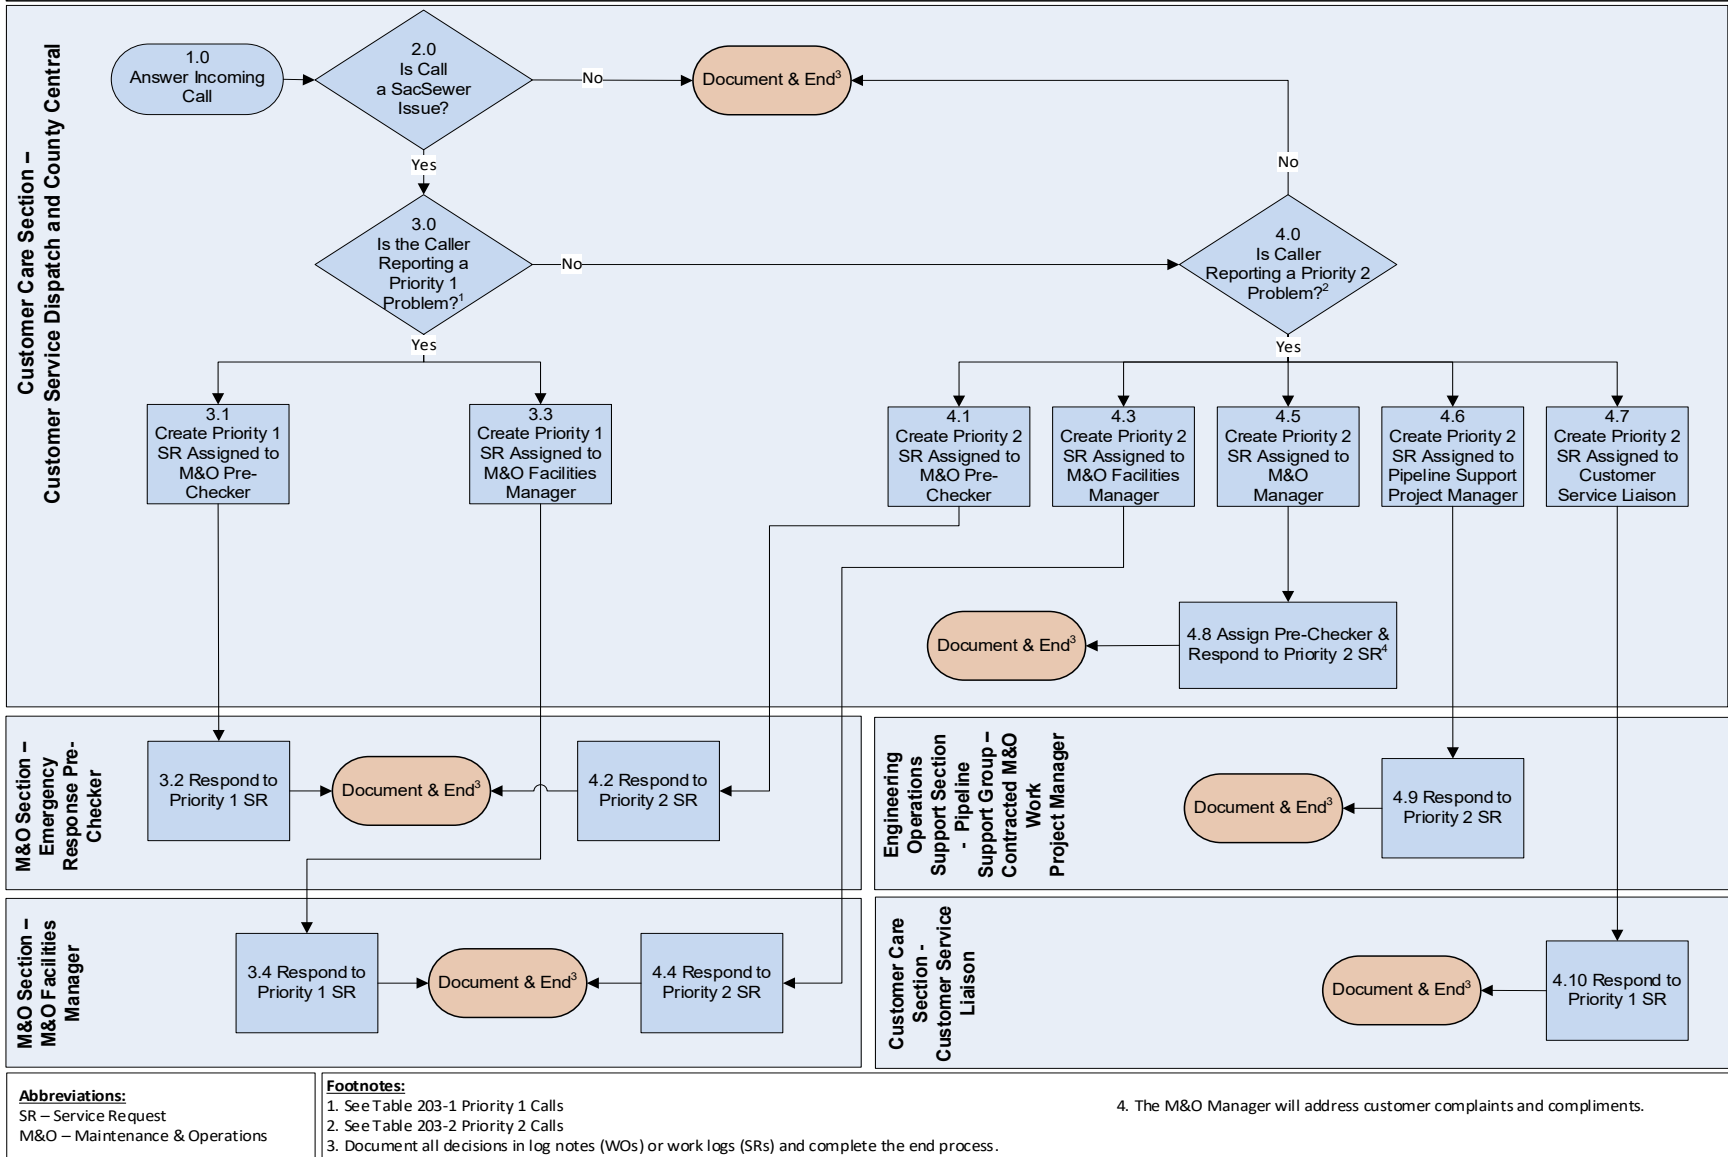 Customer Care Section –
Customer Service Dispatch and County Central
1.0
Answer Incoming
Call
2.0
Is Call
a SacSewer
Issue?
No
Document & End³
Yes
No
3.0
Is the Caller
Reporting a
Priority 1
Problem?¹
No
4.0
Is Caller
Reporting a Priority 2
Problem?²
Yes
Yes
3.1
Create Priority 1
SR Assigned to
M&O Pre-
Checker
3.3
Create Priority 1
SR Assigned to
M&O Facilities
Manager
4.1
Create Priority 2
SR Assigned to
M&O Pre-
Checker
4.3
Create Priority 2
SR Assigned to
M&O Facilities
Manager
4.5
Create Priority 2
SR Assigned to
M&O
Manager
4.6
Create Priority 2
SR Assigned to
Pipeline Support
Project Manager
4.7
Create Priority 2
SR Assigned to
Customer
Service Liaison
Document & End³
4.8 Assign Pre-Checker &
Respond to Priority 2 SR⁴
M&O Section –
Emergency
Response Pre-
Checker
3.2 Respond to
Priority 1 SR
Document & End³
4.2 Respond to
Priority 2 SR
Engineering
Operations
Support Section
- Pipeline
Support Group –
Contracted M&O
Work
Project Manager
Document & End³
4.9 Respond to
Priority 2 SR
M&O Section –
M&O Facilities
Manager
3.4 Respond to
Priority 1 SR
Document & End³
4.4 Respond to
Priority 2 SR
Customer Care
Section -
Customer Service
Liaison
Document & End³
4.10 Respond to
Priority 1 SR
Abbreviations:
SR – Service Request
M&O – Maintenance & Operations
Footnotes:
1. See Table 203-1 Priority 1 Calls
2. See Table 203-2 Priority 2 Calls
3. Document all decisions in log notes (WOs) or work logs (SRs) and complete the end process.
4. The M&O Manager will address customer complaints and compliments.